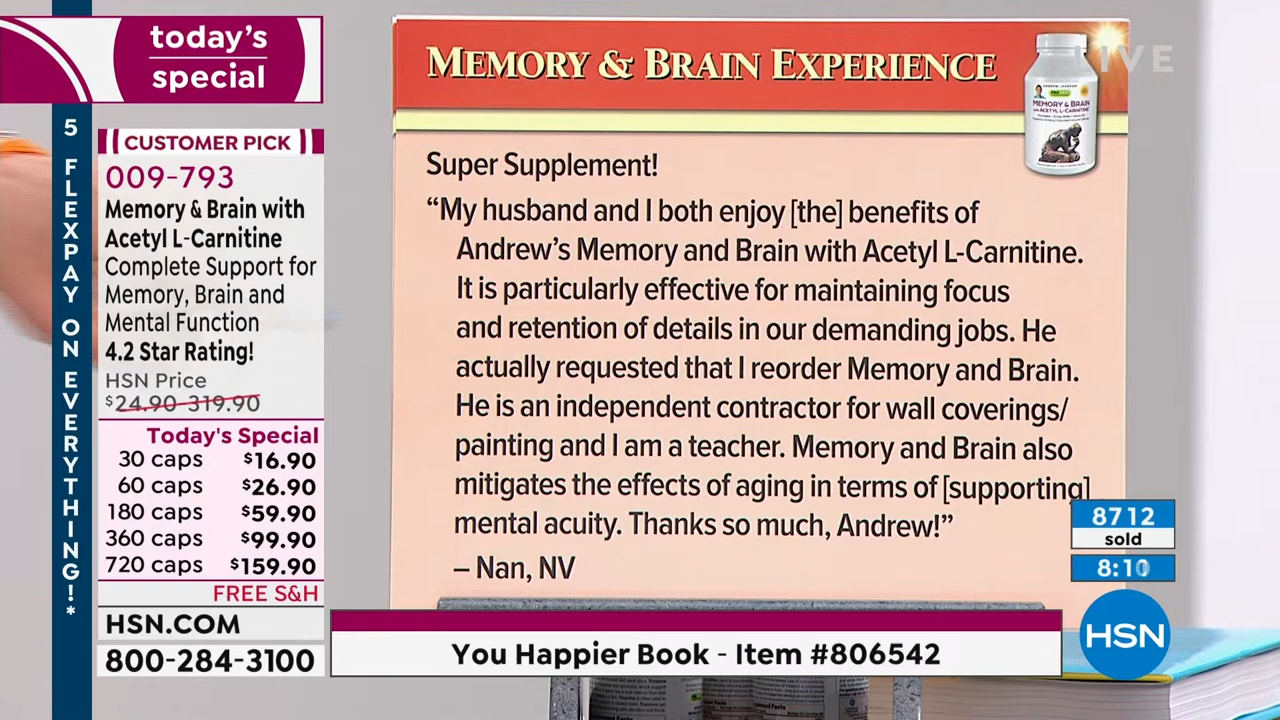 today's
special
5 FLEXPAY ON EVERYTHING!*
CUSTOMER PICK
009-793
Memory & Brain with
Acetyl L-Carnitine
Complete Support for
Memory, Brain and
Mental Function
4.2 Star Rating!
HSN Price
$24.90-319.90
Today's Special
30 caps $16.90
60 caps $26.90
180 caps $59.90
360 caps $99.90
720 caps $159.90
FREE S&H
HSN.COM
800-284-3100
MEMORY & BRAIN EXPERIENCE
LIVE
MEMORY & BRAIN
with ACETYL L-CARNITINE
Super Supplement!
“My husband and I both enjoy [the] benefits of
Andrew’s Memory and Brain with Acetyl L-Carnitine.
It is particularly effective for maintaining focus
and retention of details in our demanding jobs. He
actually requested that I reorder Memory and Brain.
He is an independent contractor for wall coverings/
painting and I am a teacher. Memory and Brain also
mitigates the effects of aging in terms of [supporting]
mental acuity. Thanks so much, Andrew!”
– Nan, NV
8712
sold
8:10
HSN
You Happier Book - Item #806542